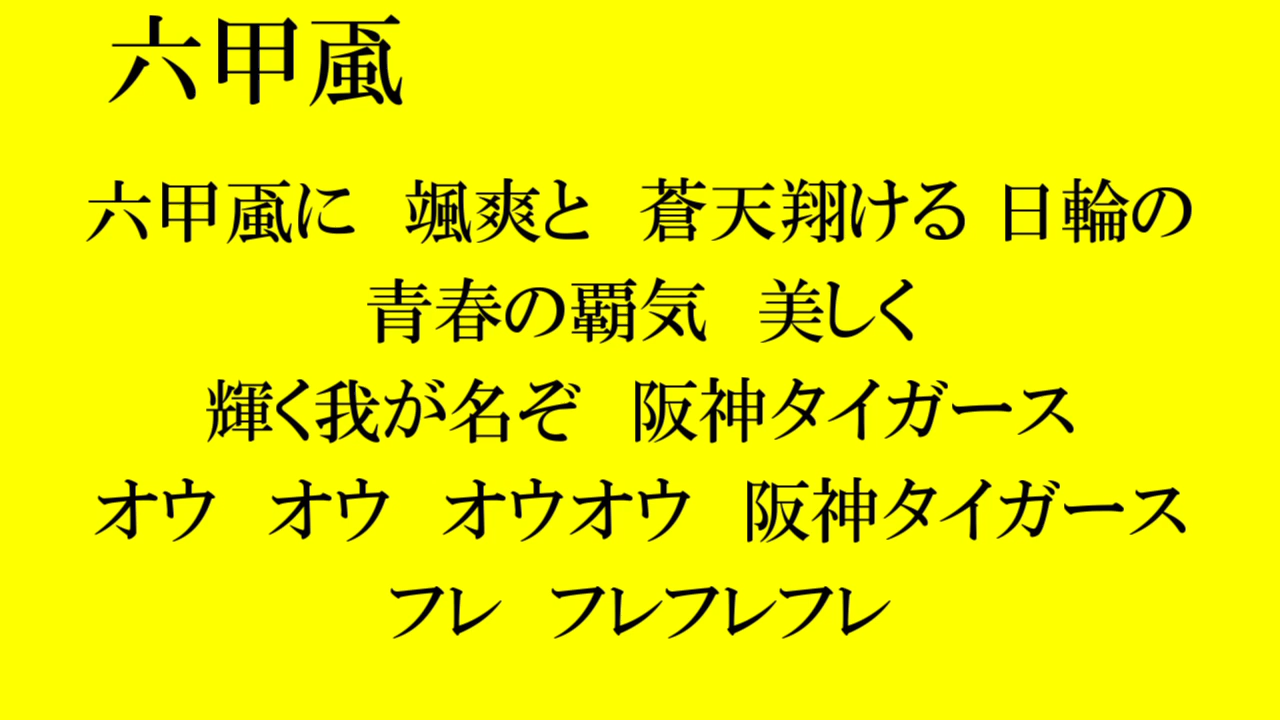 六甲颪
六甲颪に 颯爽と 蒼天翔ける 日輪の
青春の覇気 美しく
輝く我が名ぞ 阪神タイガース
オウ オウ オウオウ 阪神タイガース
フレ フレフレフレ